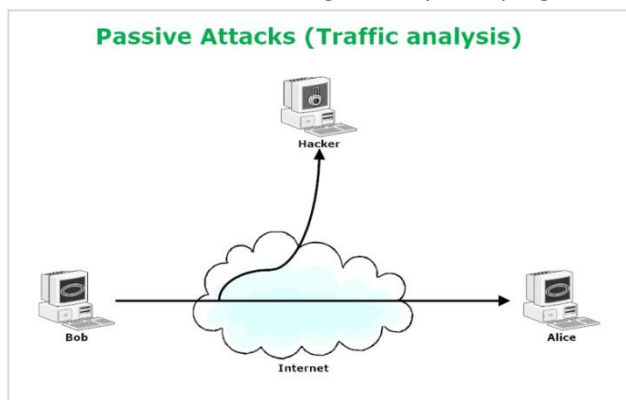 Passive Attacks (Traffic analysis)
Hacker
Bob
Alice
Internet